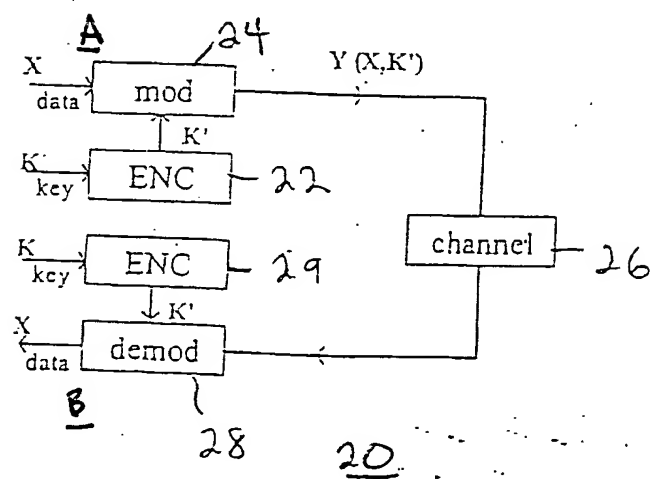 A
24
X
data
mod
Y (X,K')
K'
K
key
ENC
22
channel
26
K
key
ENC
29
K'
X
data
demod
B
28
20